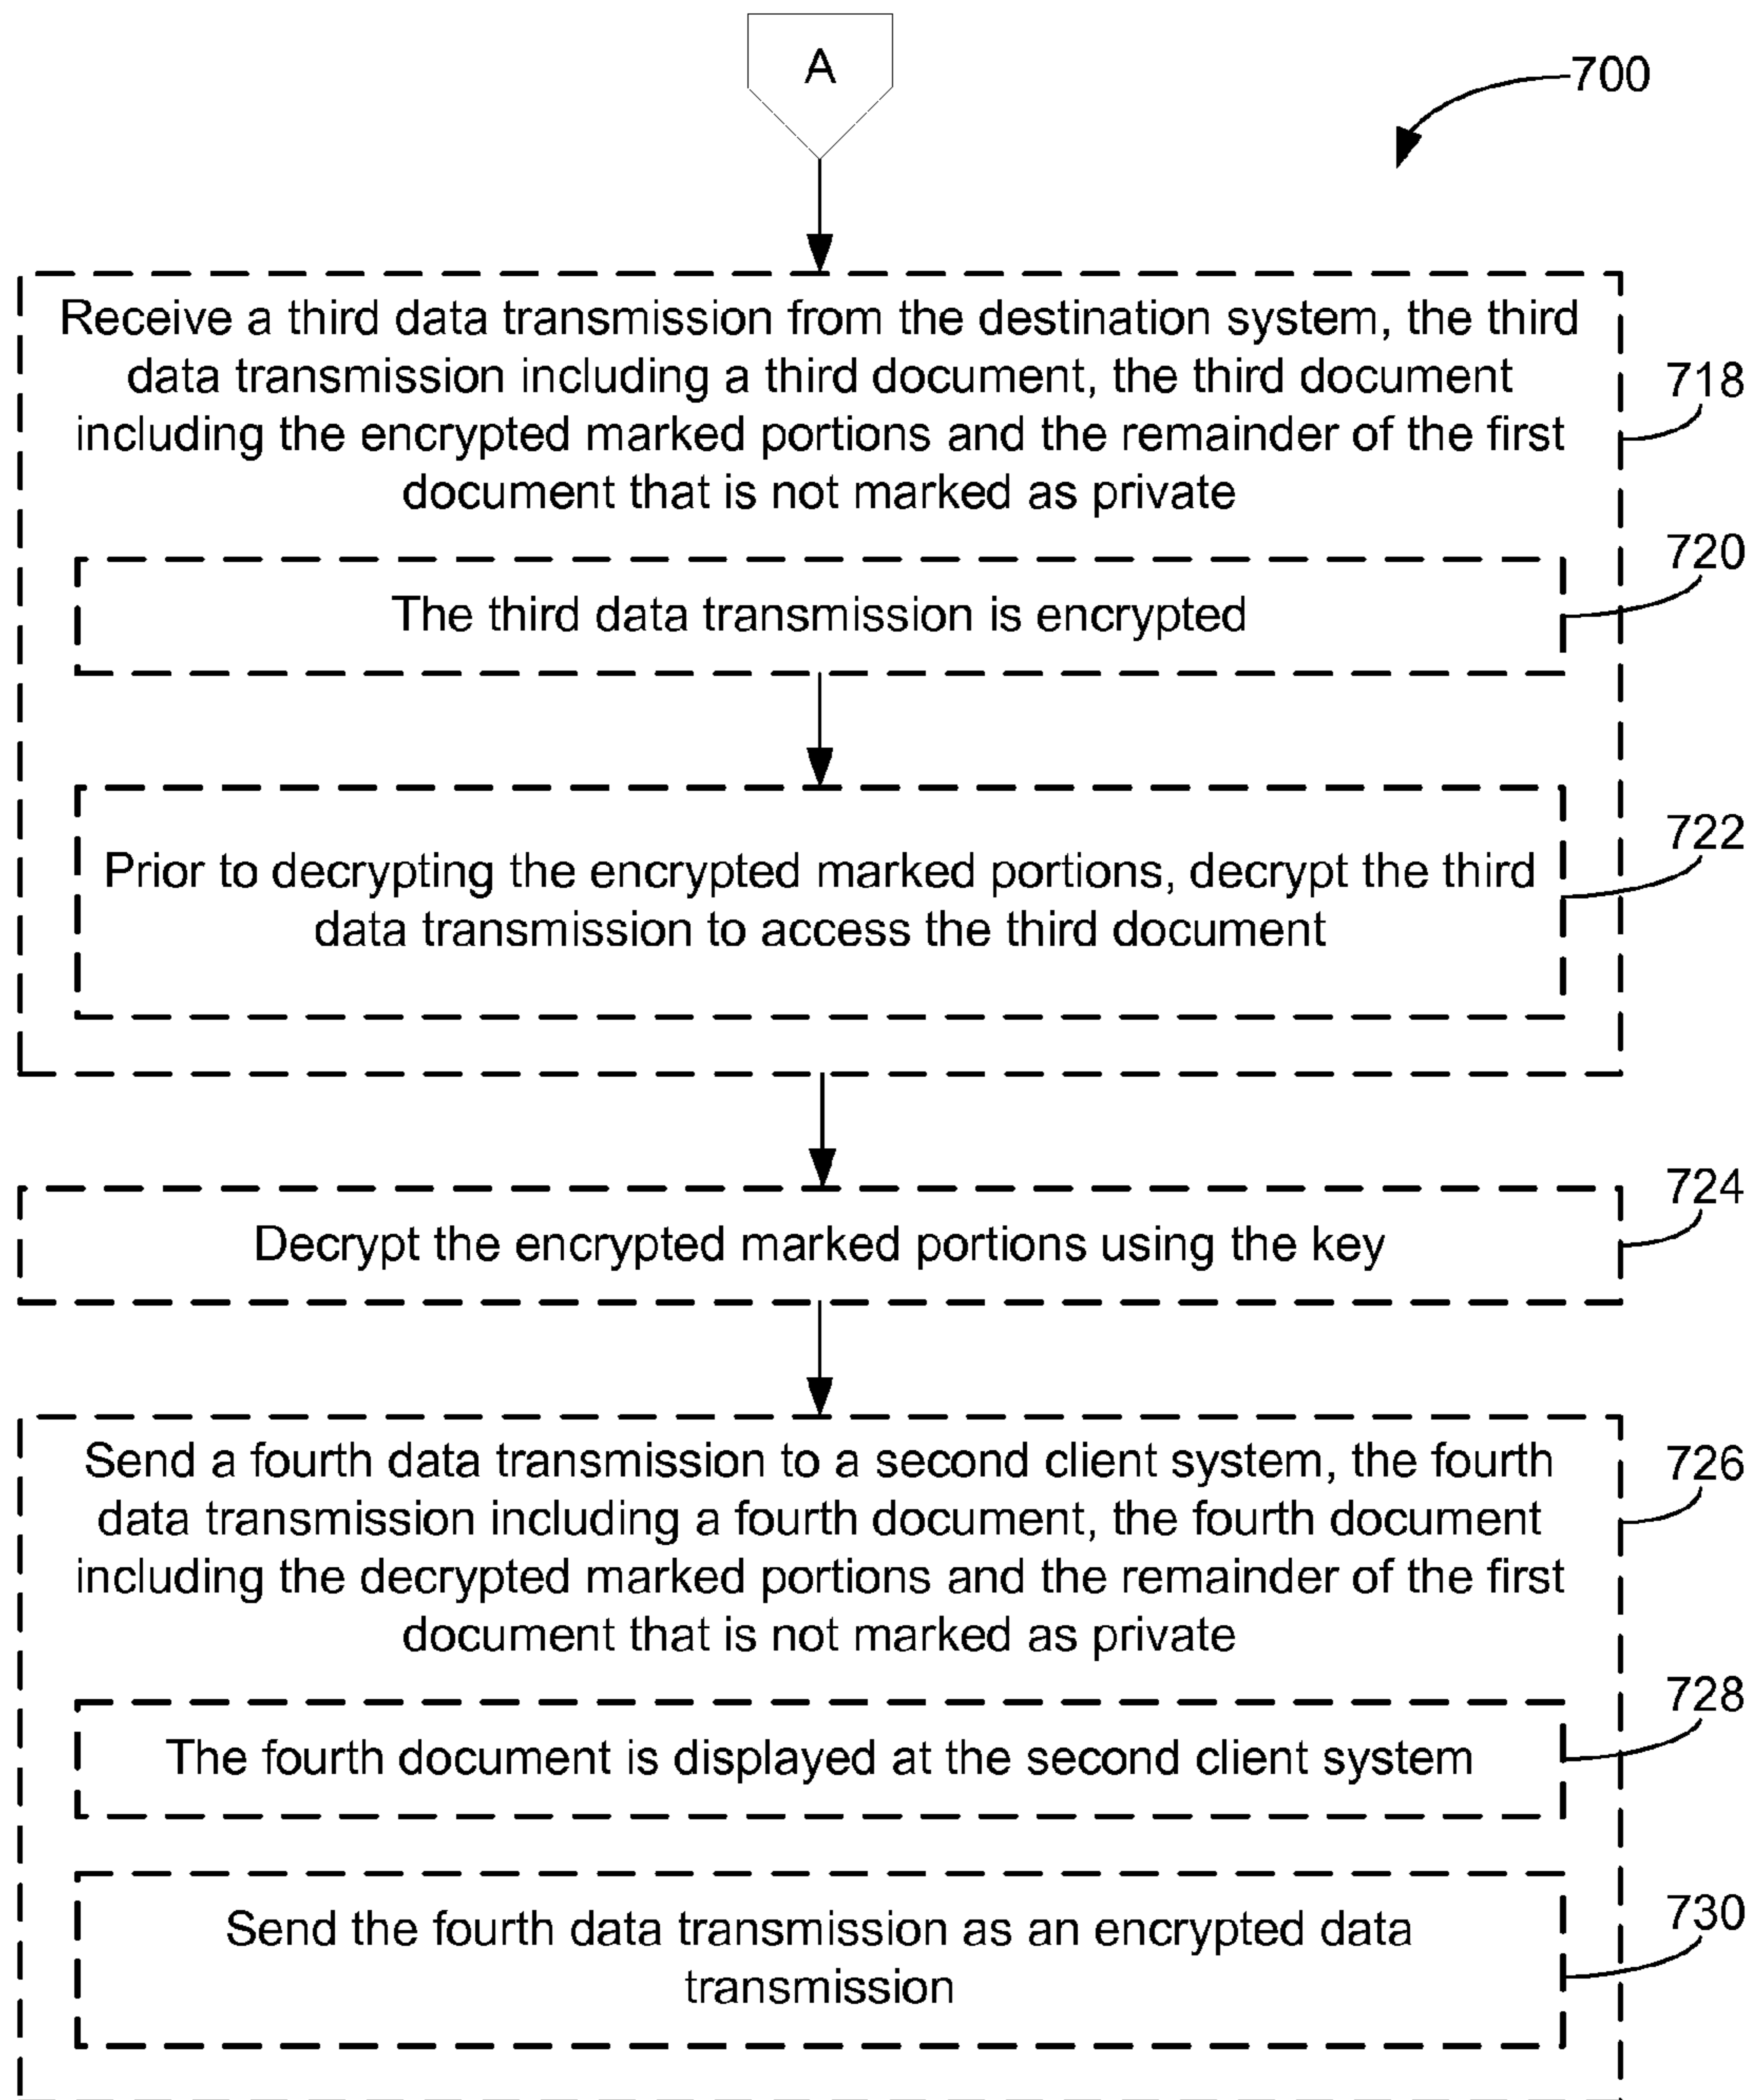 A
700
Receive a third data transmission from the destination system, the third
data transmission including a third document, the third document
including the encrypted marked portions and the remainder of the first
document that is not marked as private
718
The third data transmission is encrypted
720
Prior to decrypting the encrypted marked portions, decrypt the third
data transmission to access the third document
722
Decrypt the encrypted marked portions using the key
724
Send a fourth data transmission to a second client system, the fourth
data transmission including a fourth document, the fourth document
including the decrypted marked portions and the remainder of the first
document that is not marked as private
726
The fourth document is displayed at the second client system
728
Send the fourth data transmission as an encrypted data
transmission
730